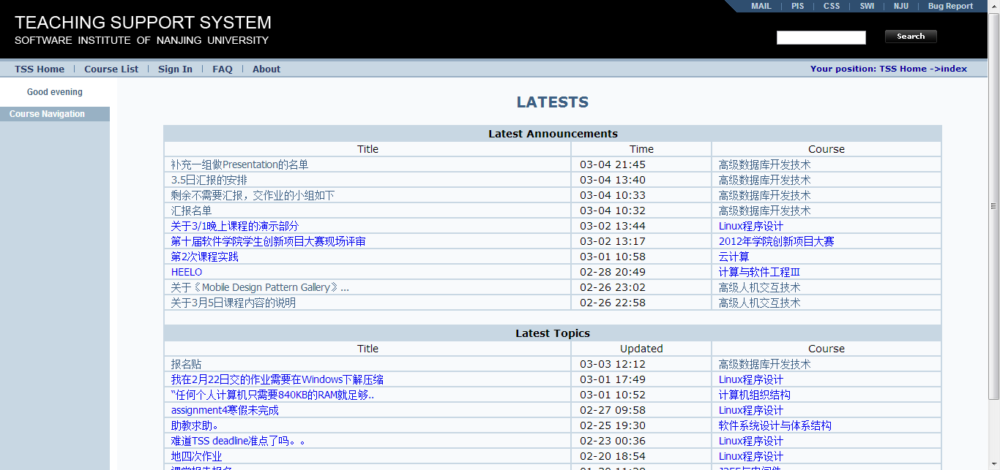 MAIL | PIS | CSS | SWI | NJU | Bug Report
TEACHING SUPPORT SYSTEM
SOFTWARE INSTITUTE OF NANJING UNIVERSITY
Search
TSS Home | Course List | Sign In | FAQ | About
Your position: TSS Home ->index
Good evening
Course Navigation
LATESTS
Latest Announcements
Title Time Course
补充一组做Presentation的名单 03-04 21:45 高级数据库开发技术
3.5日汇报的安排 03-04 13:40 高级数据库开发技术
剩余不需要汇报，交作业的小组如下 03-04 10:33 高级数据库开发技术
汇报名单 03-04 10:32 高级数据库开发技术
关于3/1晚上课程的演示部分 03-02 13:44 Linux程序设计
第十届软件学院学生创新项目大赛现场评审 03-02 13:17 2012年学院创新项目大赛
第2次课程实践 03-01 10:58 云计算
HEELO 02-28 20:49 计算与软件工程III
关于《Mobile Design Pattern Gallery》... 02-26 23:02 高级人机交互技术
关于3月5日课程内容的说明 02-26 22:58 高级人机交互技术
Latest Topics
Title Updated Course
报名贴 03-03 12:12 高级数据库开发技术
我在2月22日交的作业需要在Windows下解压缩 03-01 17:49 Linux程序设计
“任何个人计算机只需要840KB的RAM就足够.. 03-01 10:52 计算机组织结构
assignment4寒假未完成 02-27 09:58 Linux程序设计
助教求助。 02-25 19:30 软件系统设计与体系结构
难道TSS deadline准点了吗。。 02-23 00:36 Linux程序设计
地四次作业 02-20 18:54 Linux程序设计